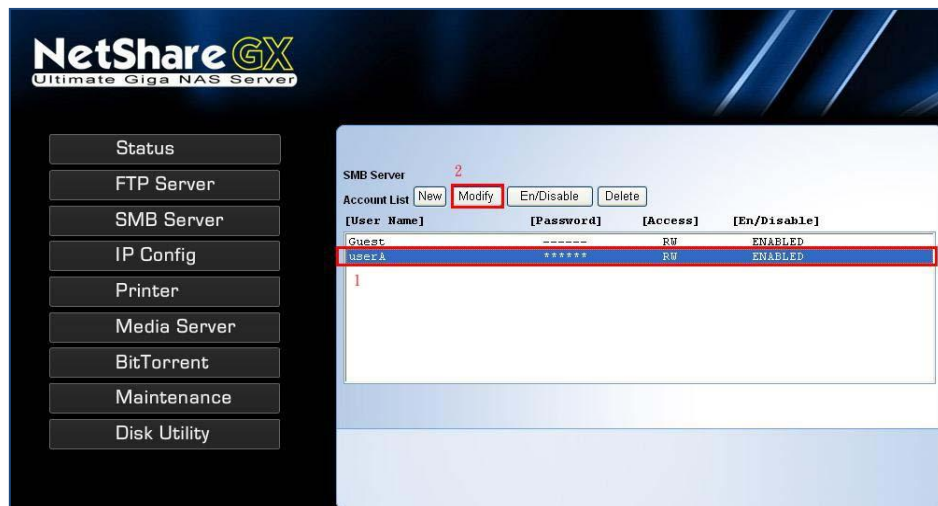 NetShare GX
Ultimate Giga NAS Server
Status
FTP Server
SMB Server
IP Config
Printer
Media Server
BitTorrent
Maintenance
Disk Utility
SMB Server
2
Account List New Modify En/Disable Delete
[User Name] [Password] [Access] [En/Disable]
Guest ------ RW ENABLED
userA ****** RW ENABLED
1